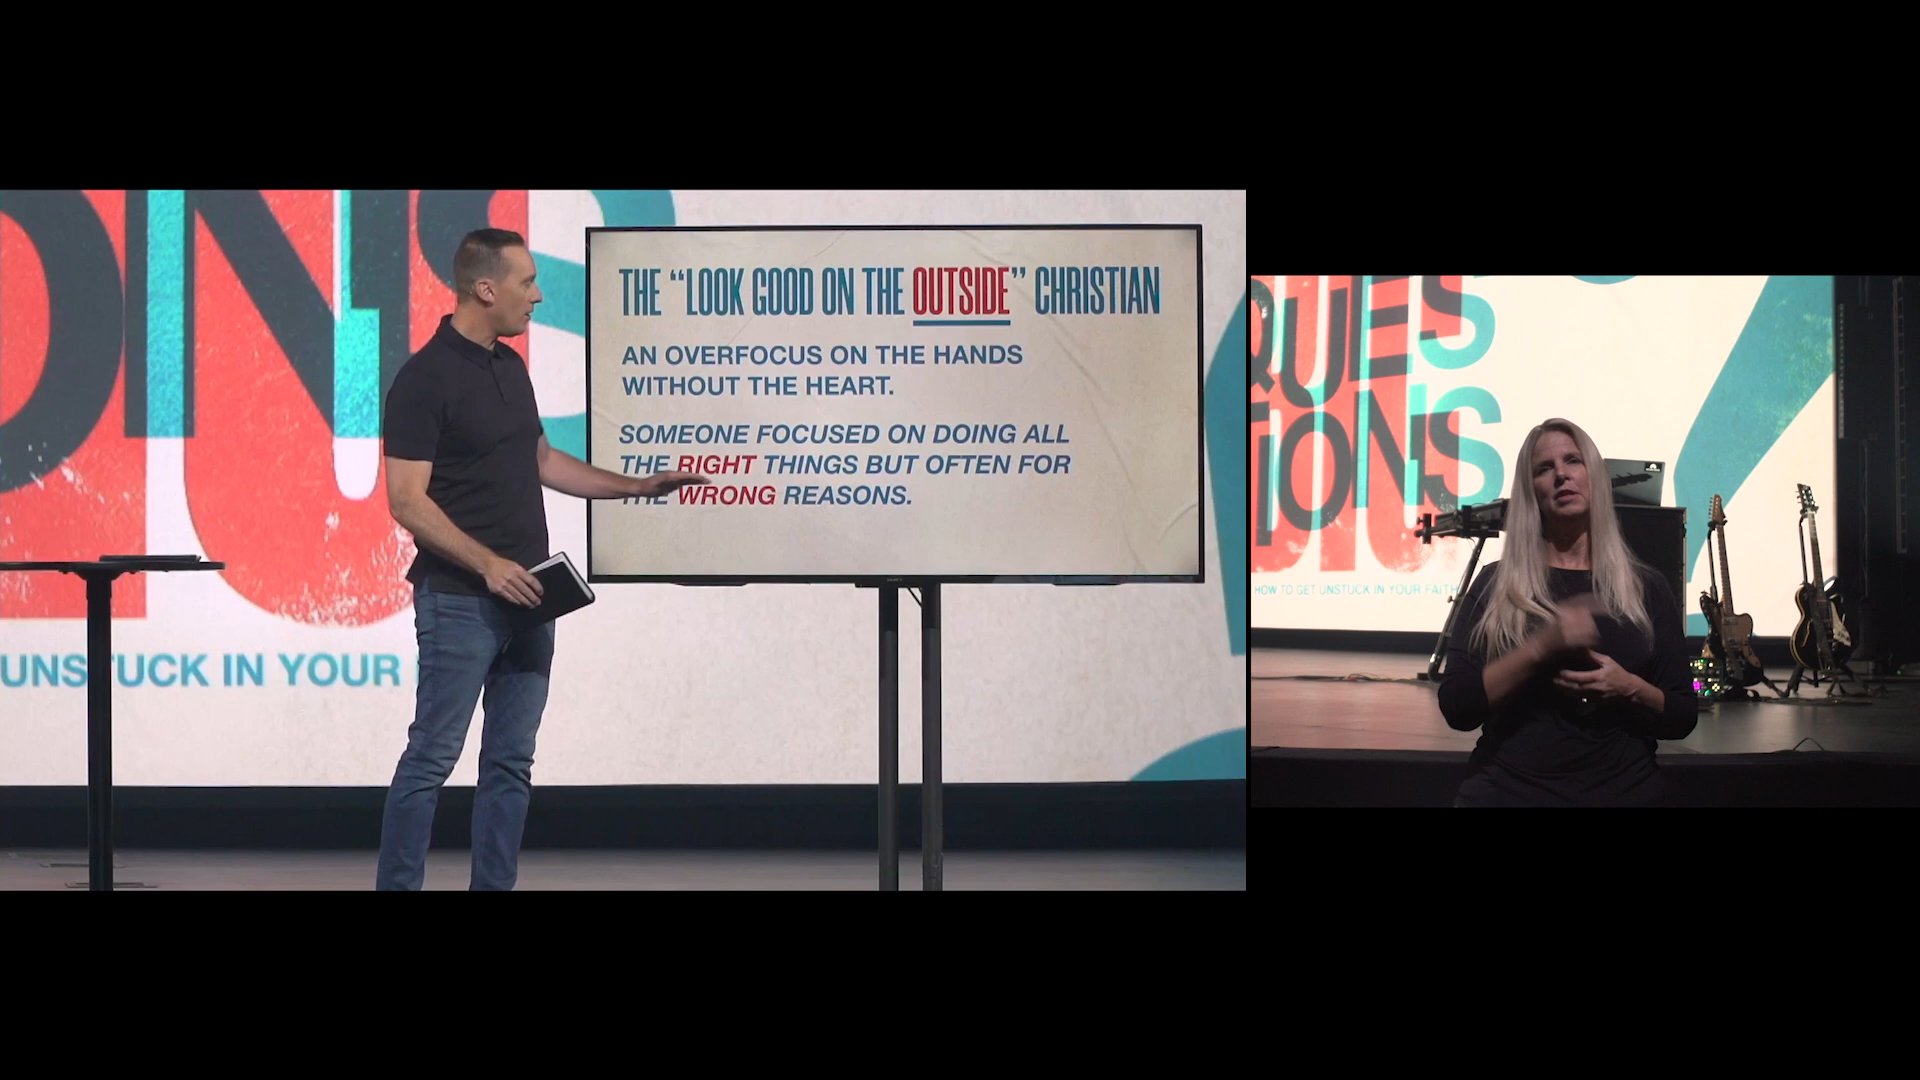 THE “LOOK GOOD ON THE OUTSIDE” CHRISTIAN
AN OVERFOCUS ON THE HANDS
WITHOUT THE HEART.
SOMEONE FOCUSED ON DOING ALL
THE RIGHT THINGS BUT OFTEN FOR
THE WRONG REASONS.
ONS
UNSTUCK IN YOUR
QUES
TIONS
HOW TO GET UNSTUCK IN YOUR FAITH